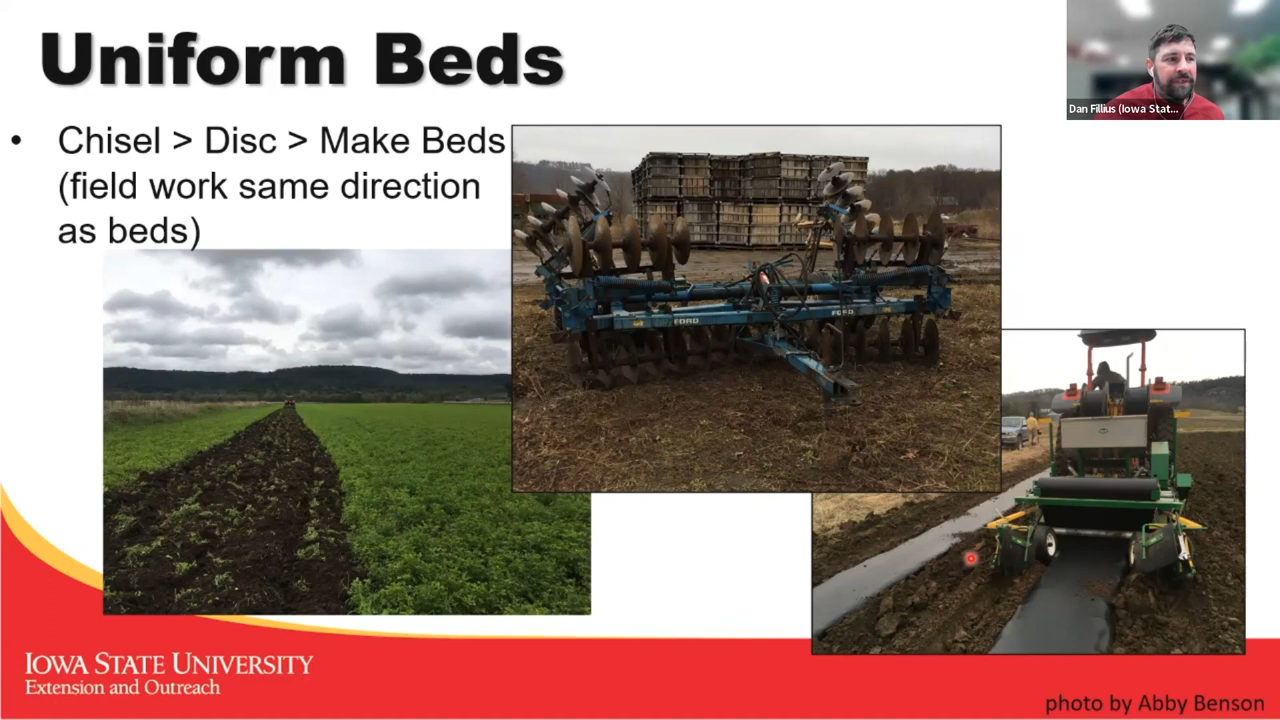 Uniform Beds
Dan Fillius (Iowa Stat...
• Chisel > Disc > Make Beds
(field work same direction
as beds)
FORD
FORD
IOWA STATE UNIVERSITY
Extension and Outreach
photo by Abby Benson